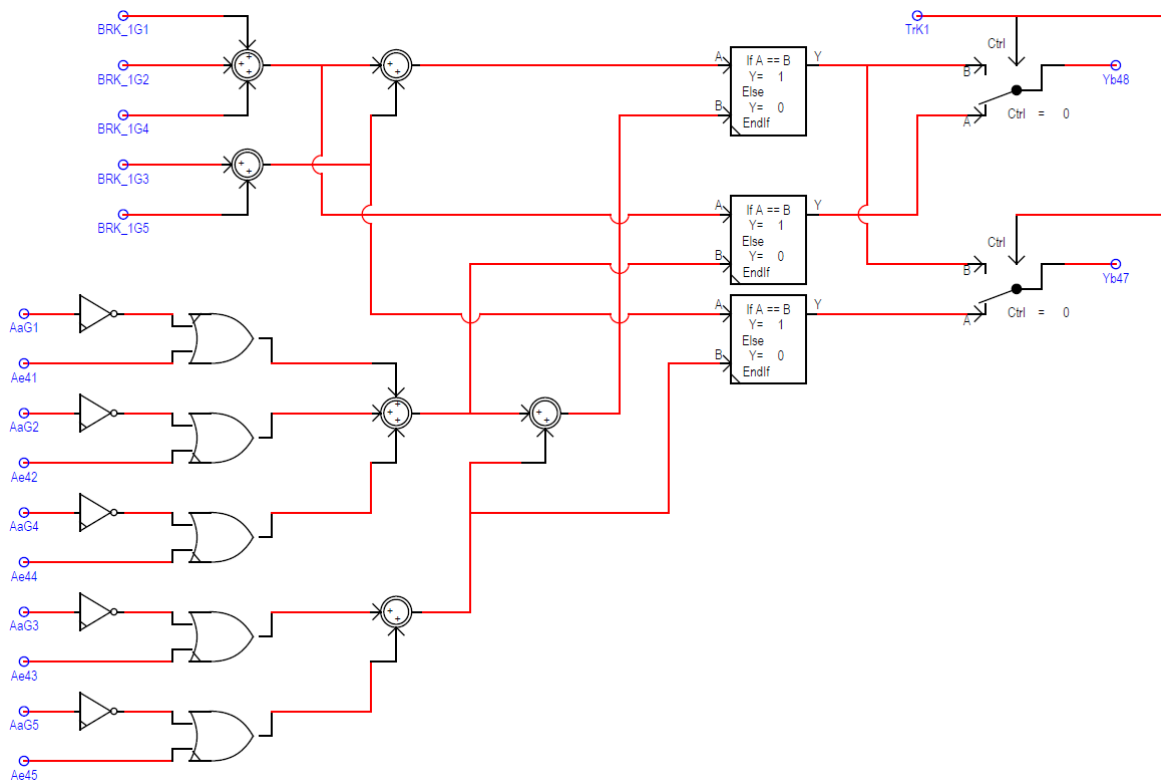 BRK_1G1
BRK_1G2
BRK_1G4
BRK_1G3
BRK_1G5
AaG1
Ae41
AaG2
Ae42
AaG4
Ae44
AaG3
Ae43
AaG5
Ae45
+
+
+
+
+
+
+
+
+
+
+
+
+
+
A
B
If A == B
Y= 1
Else
Y= 0
EndIf
Y
A
B
If A == B
Y= 1
Else
Y= 0
EndIf
Y
A
B
If A == B
Y= 1
Else
Y= 0
EndIf
Y
TrK1
Ctrl
B
A
Ctrl = 0
Yb48
Ctrl
B
A
Ctrl = 0
Yb47